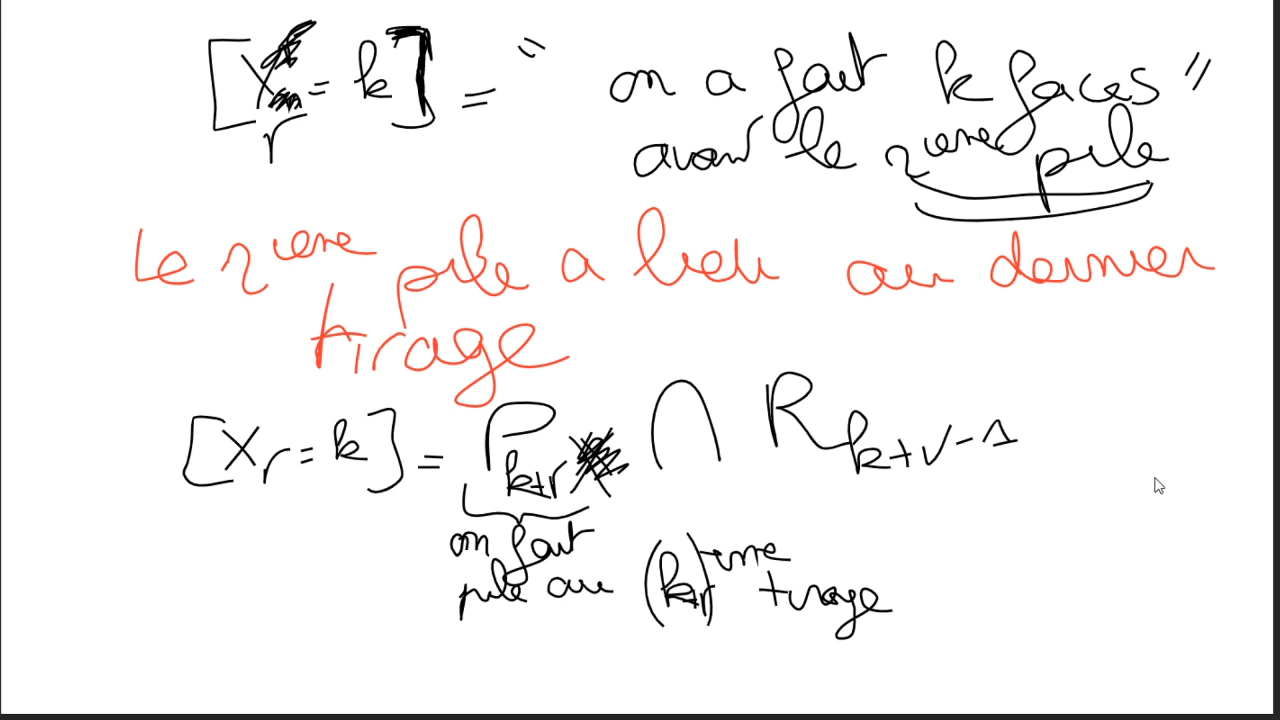 [X_r = k] = " on a fait k faces "
avant le r^ième pile
Le r^ième pile a lieu au dernier
tirage
[X_r = k] = P_{k+r} ∩ R_{k+r-1}
on fait
pile au (k+r)^ième tirage